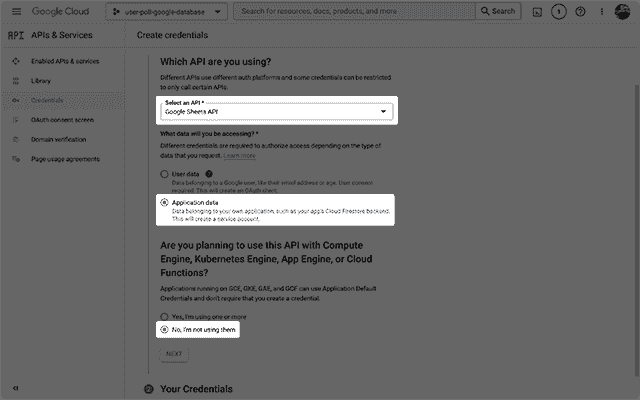 Google Cloud
user-poll-google-database
Search for resources, docs, products, and more
Search
1
API
APIs & Services
Create credentials
Enabled APIs & services
Library
Credentials
OAuth consent screen
Domain verification
Page usage agreements
Which API are you using?
Different APIs use different auth platforms and some credentials can be restricted
to only call certain APIs.
Select an API *
Google Sheets API
What data will you be accessing? *
Different credentials are required to authorize access depending on the type of
data that you request. Learn more
User data
Data belonging to a Google user, like their email address or age. User consent
required. This will create an OAuth client.
Application data
Data belonging to your own application, such as your app's Cloud Firestore backend.
This will create a service account.
Are you planning to use this API with Compute
Engine, Kubernetes Engine, App Engine, or Cloud
Functions? *
Applications running on GCE, GKE, GAE, and GCF can use Application Default
Credentials and don't require that you create a credential.
Yes, I'm using one or more
No, I'm not using them
NEXT
Your Credentials